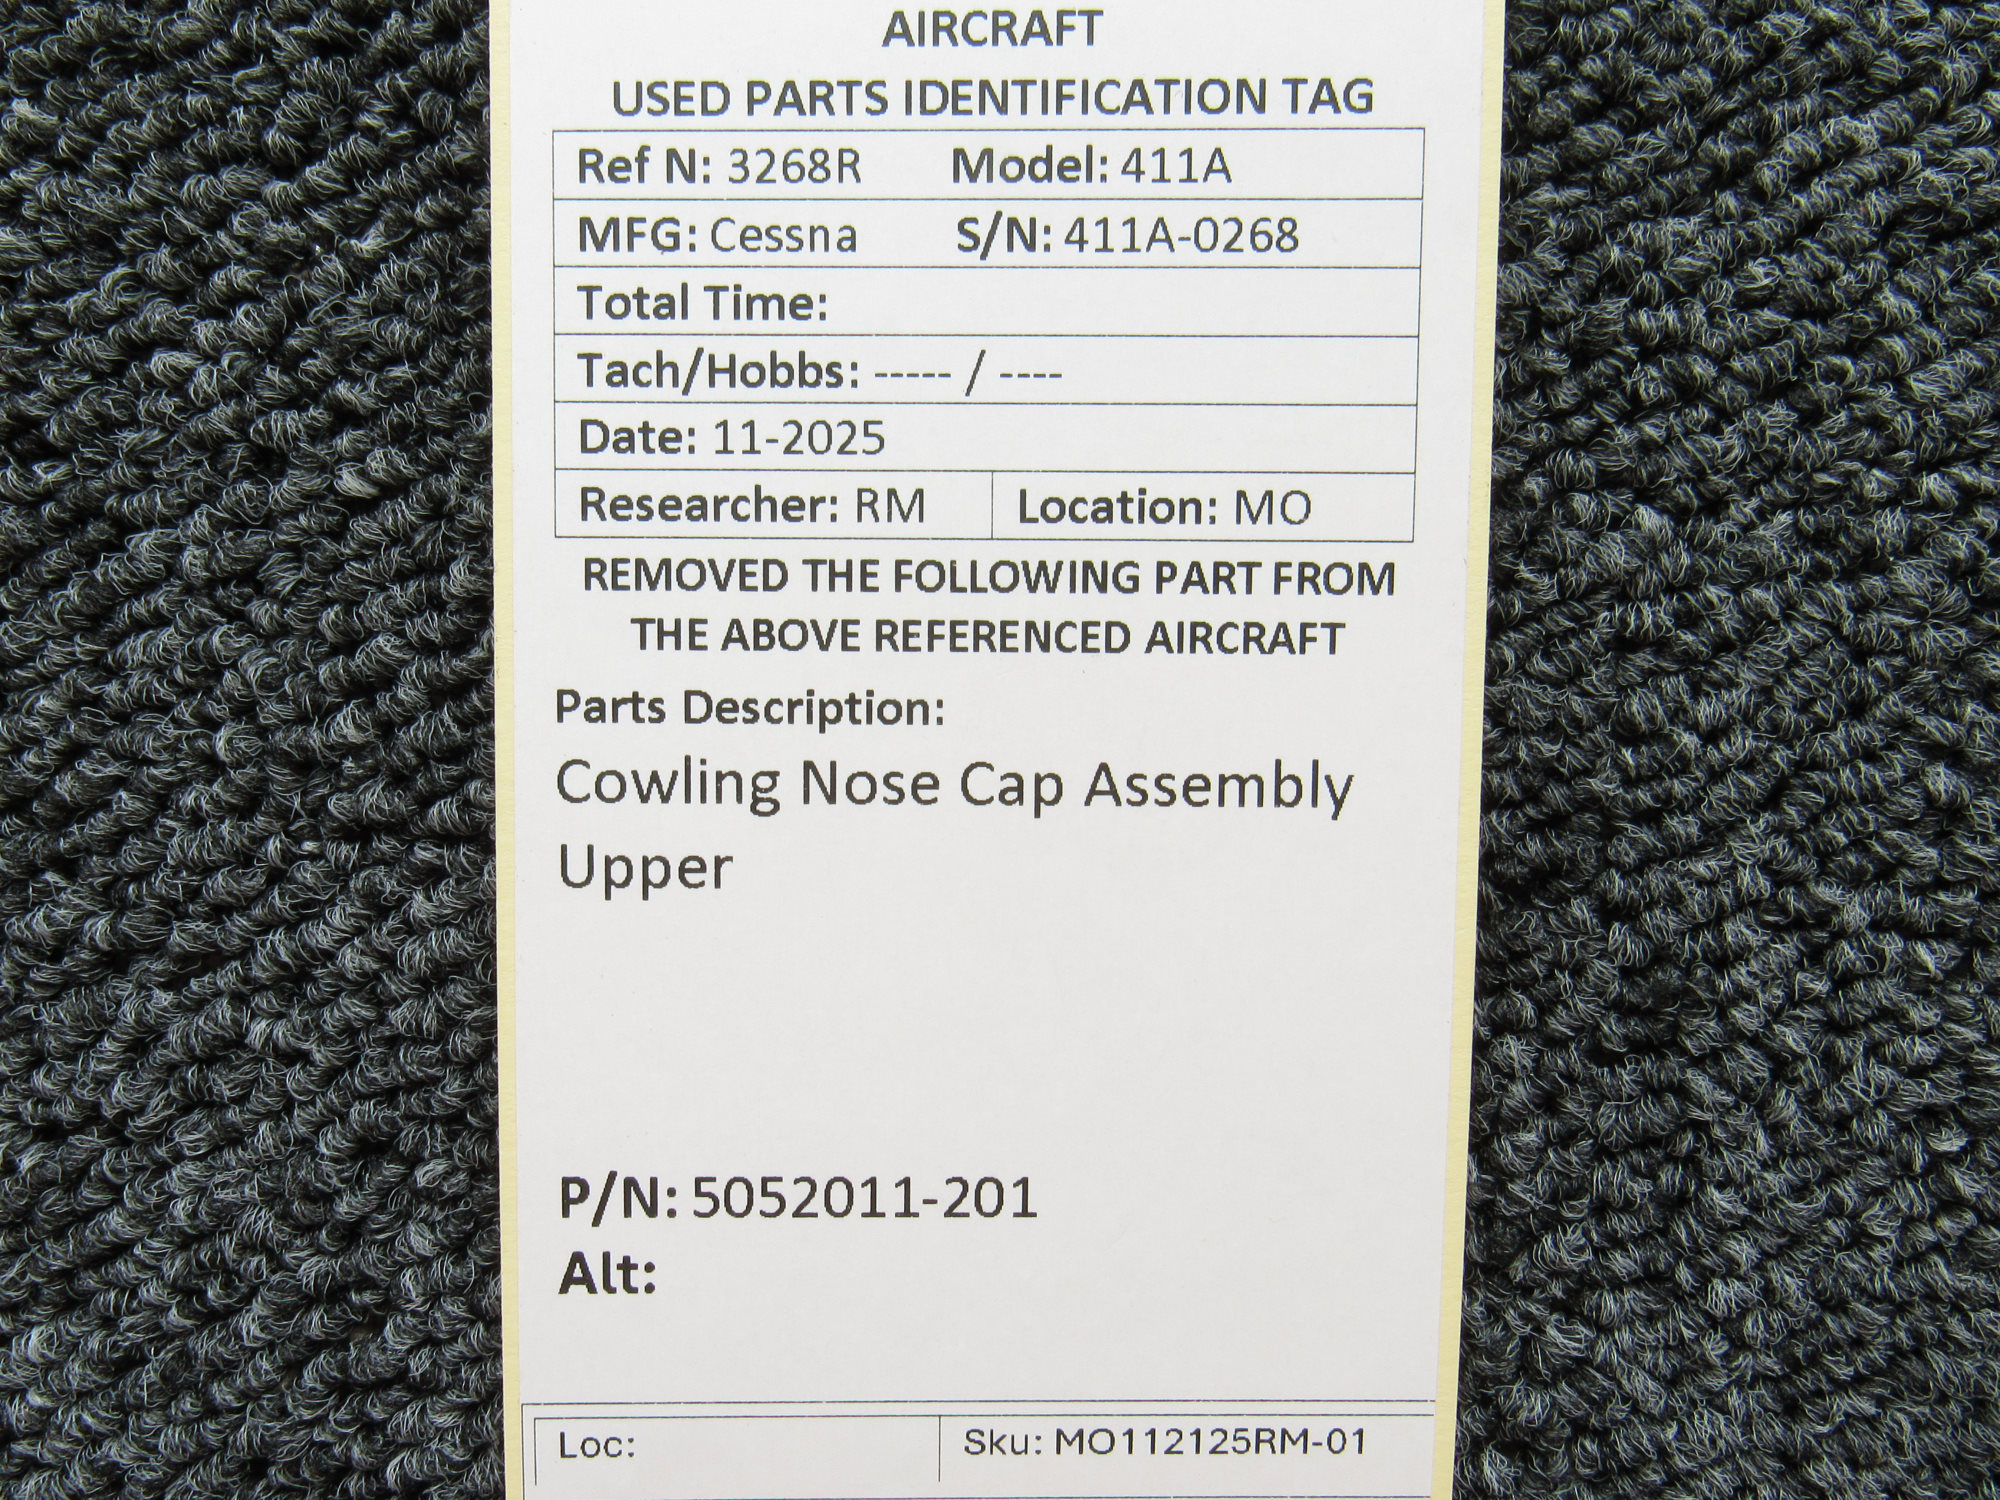 AIRCRAFT
USED PARTS IDENTIFICATION TAG
Ref N: 3268R Model: 411A
MFG: Cessna S/N: 411A-0268
Total Time:
Tach/Hobbs: ----- / ----
Date: 11-2025
Researcher: RM Location: MO
REMOVED THE FOLLOWING PART FROM
THE ABOVE REFERENCED AIRCRAFT
Parts Description:
Cowling Nose Cap Assembly
Upper
P/N: 5052011-201
Alt:
Loc: Sku: MO112125RM-01